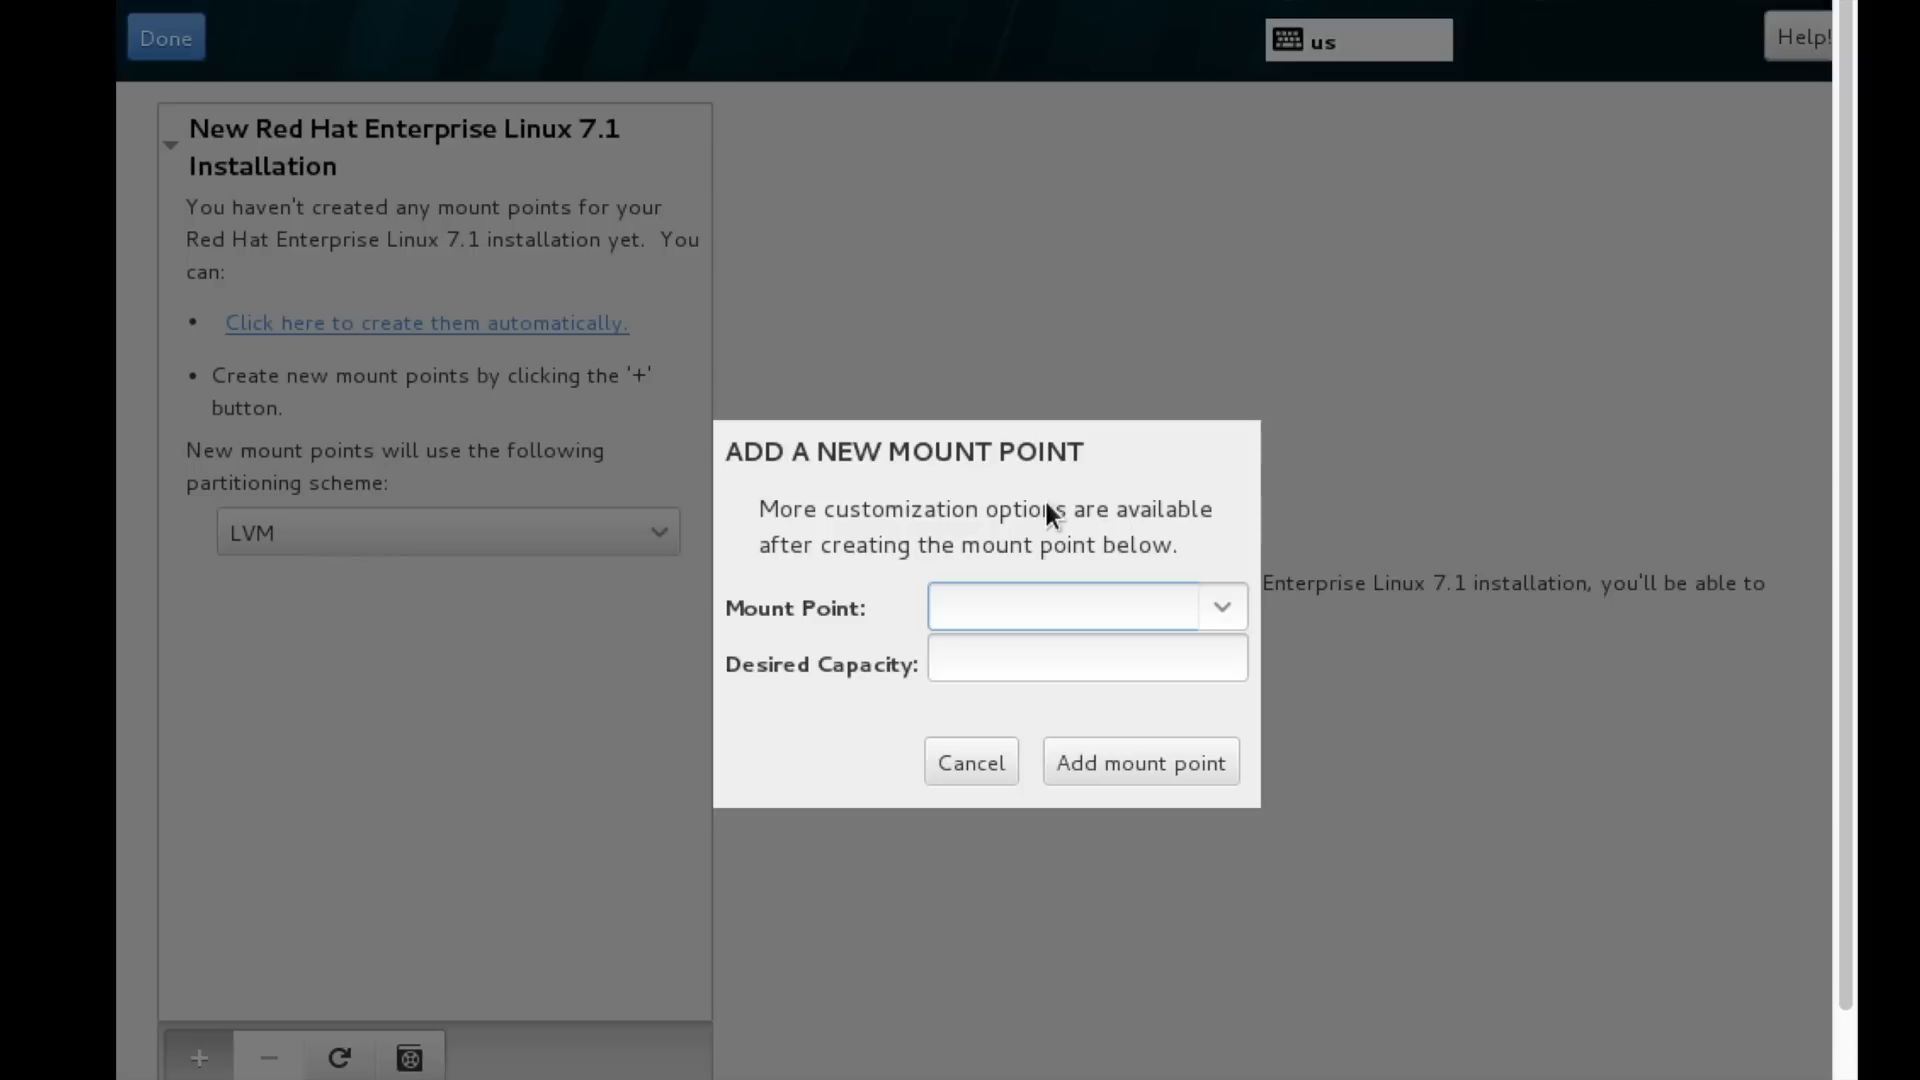 Done
us
Help!
New Red Hat Enterprise Linux 7.1
Installation
You haven't created any mount points for your
Red Hat Enterprise Linux 7.1 installation yet. You
can:
• Click here to create them automatically.
• Create new mount points by clicking the '+'
button.
New mount points will use the following
partitioning scheme:
LVM
ADD A NEW MOUNT POINT
More customization options are available
after creating the mount point below.
Mount Point:
Enterprise Linux 7.1 installation, you'll be able to
Desired Capacity:
Cancel
Add mount point